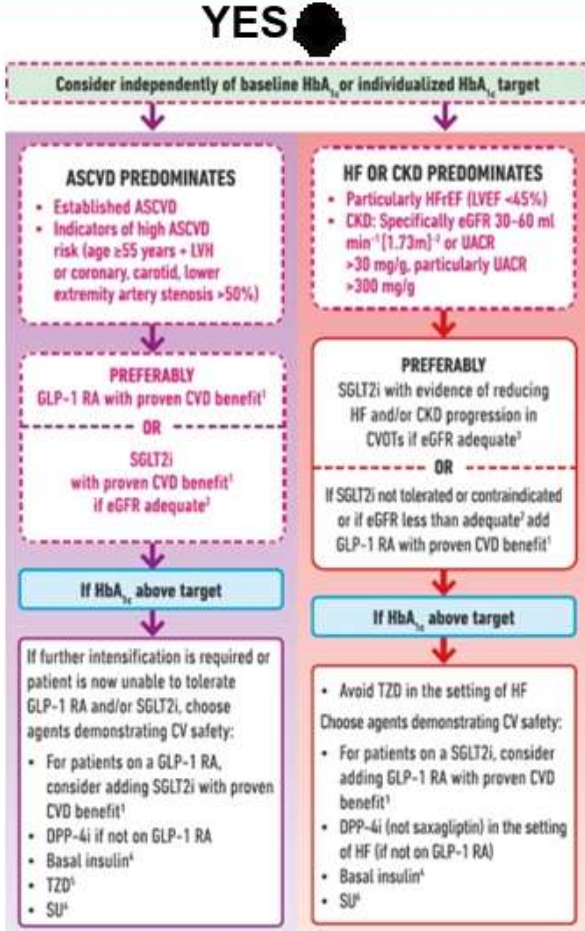 YES
Consider independently of baseline HbA₁c or individualized HbA₁c target
ASCVD PREDOMINATES
• Established ASCVD
• Indicators of high ASCVD
risk (age ≥55 years + LVH
or coronary, carotid, lower
extremity artery stenosis >50%)
PREFERABLY
GLP-1 RA with proven CVD benefit¹
OR
SGLT2i
with proven CVD benefit¹
if eGFR adequate²
If HbA₁c above target
If further intensification is required or
patient is now unable to tolerate
GLP-1 RA and/or SGLT2i, choose
agents demonstrating CV safety:
• For patients on a GLP-1 RA,
consider adding SGLT2i with proven
CVD benefit¹
• DPP-4i if not on GLP-1 RA
• Basal insulin⁴
• TZD⁵
• SU⁶
HF OR CKD PREDOMINATES
• Particularly HFrEF (LVEF <45%)
• CKD: Specifically eGFR 30-60 ml
min⁻¹ [1.73m]⁻² or UACR
>30 mg/g, particularly UACR
>300 mg/g
PREFERABLY
SGLT2i with evidence of reducing
HF and/or CKD progression in
CVOTs if eGFR adequate³
OR
If SGLT2i not tolerated or contraindicated
or if eGFR less than adequate² add
GLP-1 RA with proven CVD benefit¹
If HbA₁c above target
• Avoid TZD in the setting of HF
Choose agents demonstrating CV safety:
• For patients on a SGLT2i, consider
adding GLP-1 RA with proven CVD
benefit¹
• DPP-4i (not saxagliptin) in the setting
of HF (if not on GLP-1 RA)
• Basal insulin⁴
• SU⁶